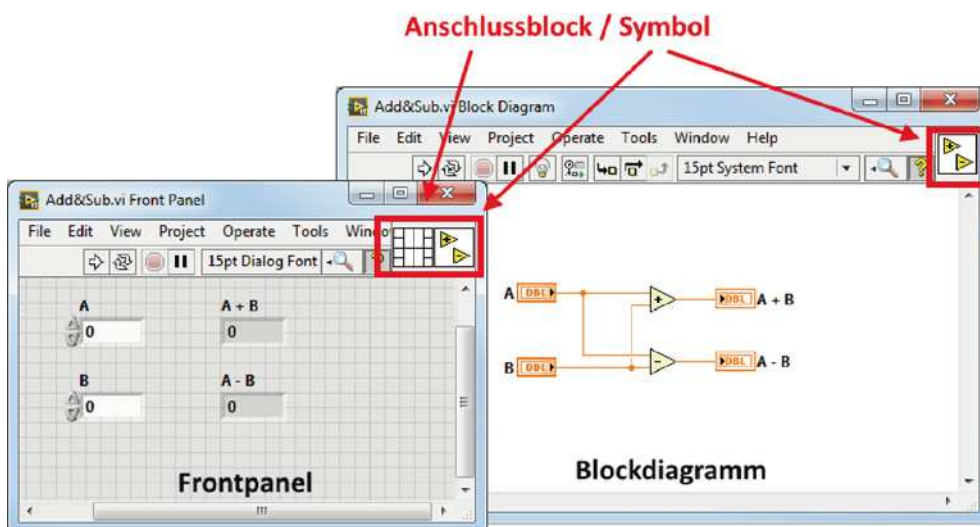 Anschlussblock / Symbol
Add&Sub.vi Block Diagram
File Edit View Project Operate Tools Window Help
15pt System Font
Add&Sub.vi Front Panel
File Edit View Project Operate Tools
15pt Dialog Font
A
0
A + B
0
B
0
A - B
0
Frontpanel
A DBL
DBL A + B
B DBL
DBL A - B
Blockdiagramm